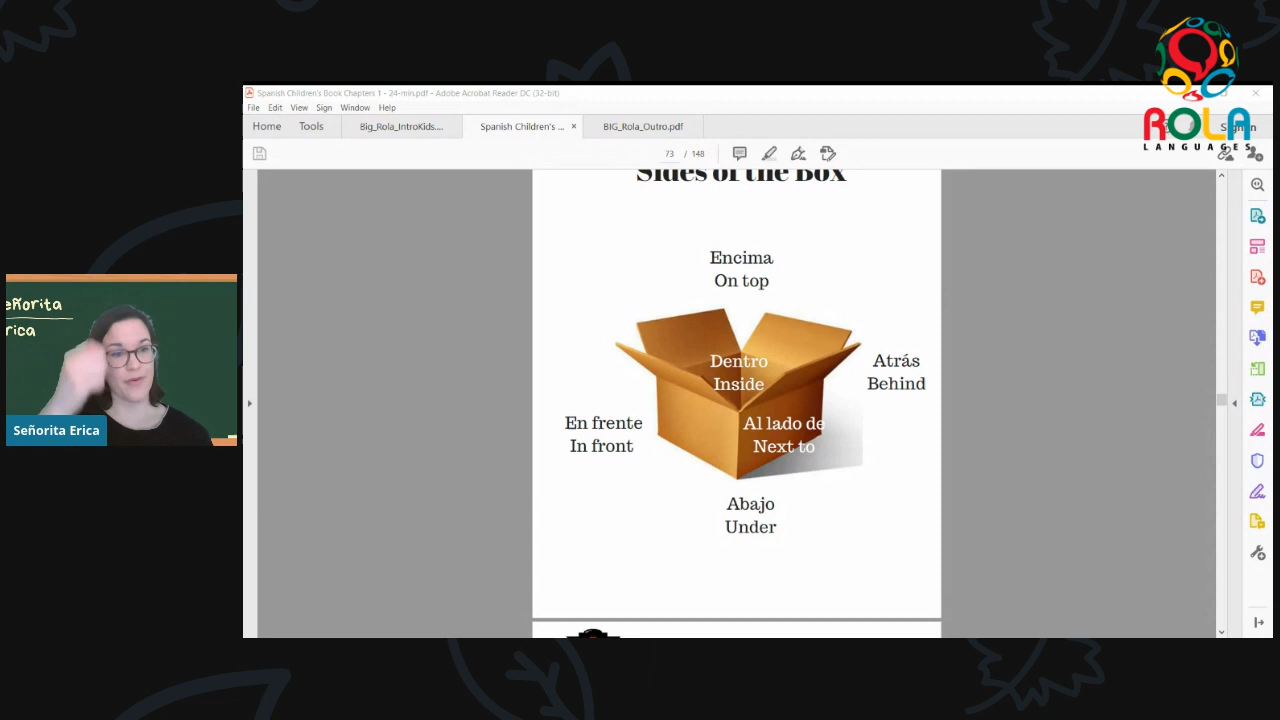 ROLA
LANGUAGES
Spanish Children's Book Chapters 1 - 24-min.pdf - Adobe Acrobat Reader DC (32-bit)
File Edit View Sign Window Help
Home Tools Big_Rola_IntroKids.... Spanish Children's ... × BIG_Rola_Outro.pdf
73 / 148
Sides of the Box
Encima
On top
Dentro
Inside
Atrás
Behind
En frente
In front
Al lado de
Next to
Abajo
Under
eñorita
rica
Señorita Erica